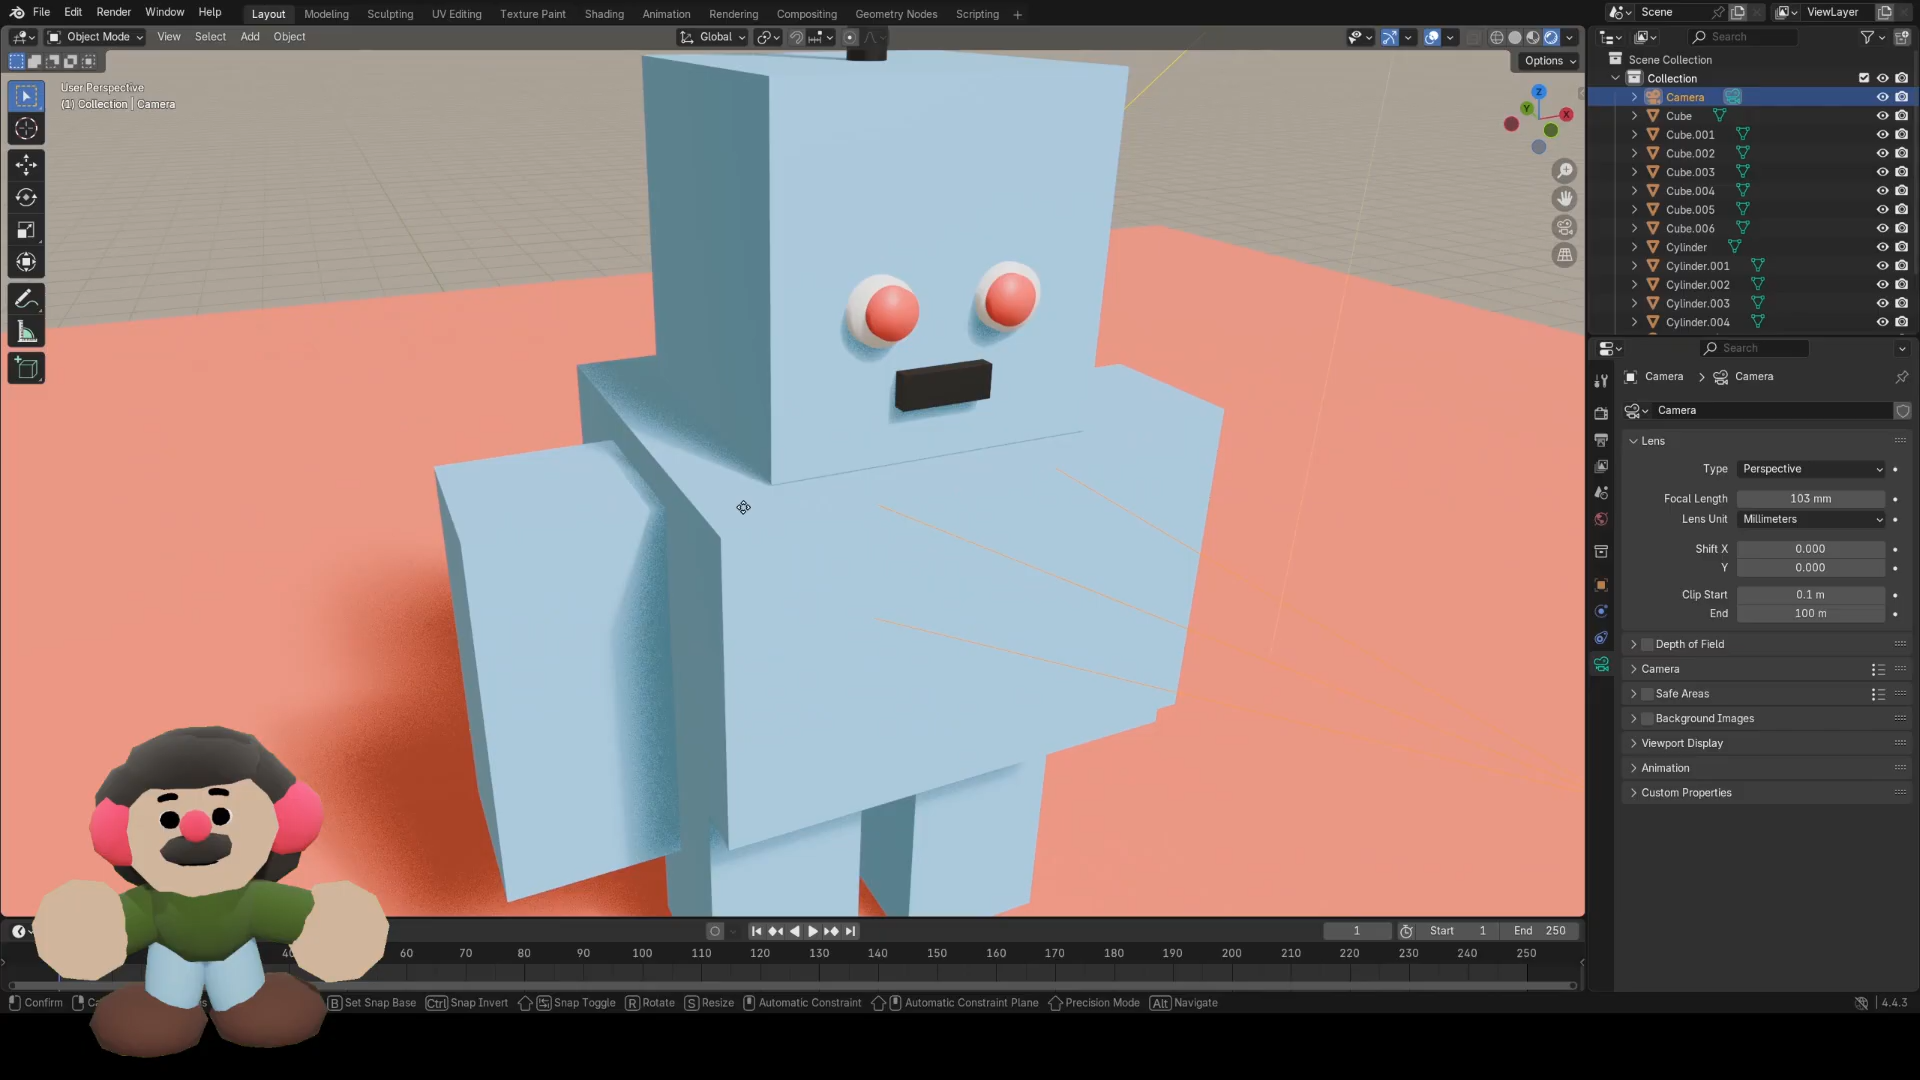 File Edit Render Window Help Layout Modeling Sculpting UV Editing Texture Paint Shading Animation Rendering Compositing Geometry Nodes Scripting Scene ViewLayer
Object Mode View Select Add Object Global Search
Options
User Perspective
(1) Collection | Camera
Z
Y
X
Scene Collection
Collection
Camera
Cube
Cube.001
Cube.002
Cube.003
Cube.004
Cube.005
Cube.006
Cylinder
Cylinder.001
Cylinder.002
Cylinder.003
Cylinder.004
Search
Camera > Camera
Camera
Lens
Type Perspective
Focal Length 103 mm
Lens Unit Millimeters
Shift X 0.000
Y 0.000
Clip Start 0.1 m
End 100 m
Depth of Field
Camera
Safe Areas
Background Images
Viewport Display
Animation
Custom Properties
1 Start 1 End 250
60 70 80 90 100 110 120 130 140 150 160 170 180 190 200 210 220 230 240 250
Confirm B Set Snap Base Ctrl Snap Invert Snap Toggle R Rotate S Resize Automatic Constraint Automatic Constraint Plane Precision Mode Alt Navigate 4.4.3